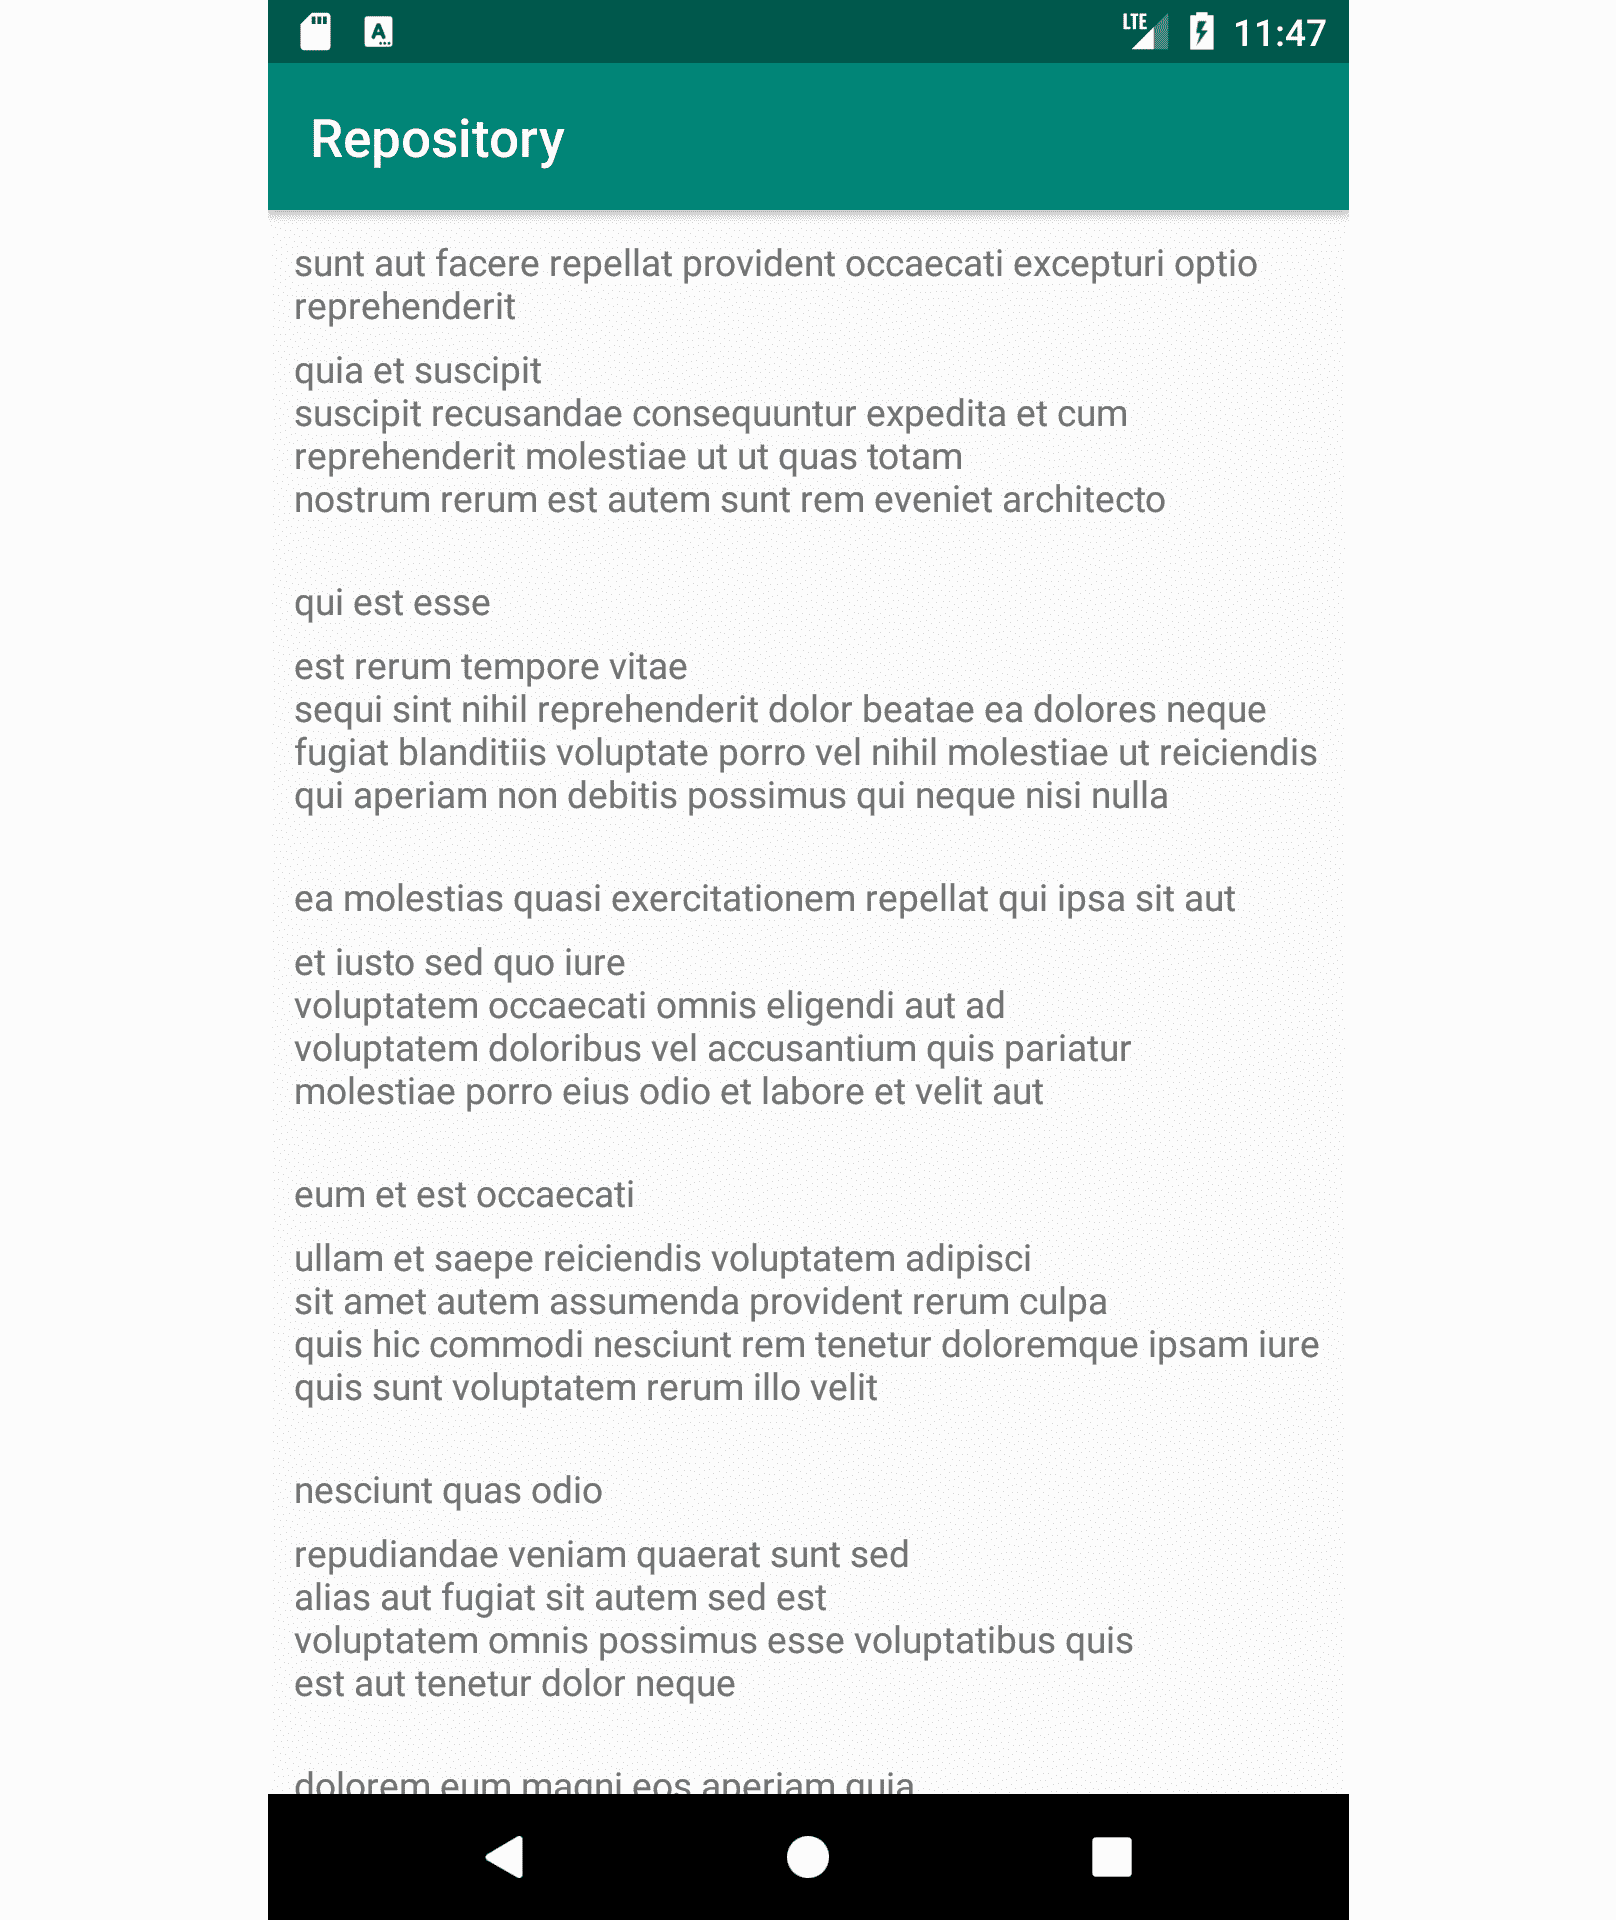 LTE 11:47
Repository
sunt aut facere repellat provident occaecati excepturi optio
reprehenderit
quia et suscipit
suscipit recusandae consequuntur expedita et cum
reprehenderit molestiae ut ut quas totam
nostrum rerum est autem sunt rem eveniet architecto
qui est esse
est rerum tempore vitae
sequi sint nihil reprehenderit dolor beatae ea dolores neque
fugiat blanditiis voluptate porro vel nihil molestiae ut reiciendis
qui aperiam non debitis possimus qui neque nisi nulla
ea molestias quasi exercitationem repellat qui ipsa sit aut
et iusto sed quo iure
voluptatem occaecati omnis eligendi aut ad
voluptatem doloribus vel accusantium quis pariatur
molestiae porro eius odio et labore et velit aut
eum et est occaecati
ullam et saepe reiciendis voluptatem adipisci
sit amet autem assumenda provident rerum culpa
quis hic commodi nesciunt rem tenetur doloremque ipsam iure
quis sunt voluptatem rerum illo velit
nesciunt quas odio
repudiandae veniam quaerat sunt sed
alias aut fugiat sit autem sed est
voluptatem omnis possimus esse voluptatibus quis
est aut tenetur dolor neque
dolorem eum magni eos aperiam quia